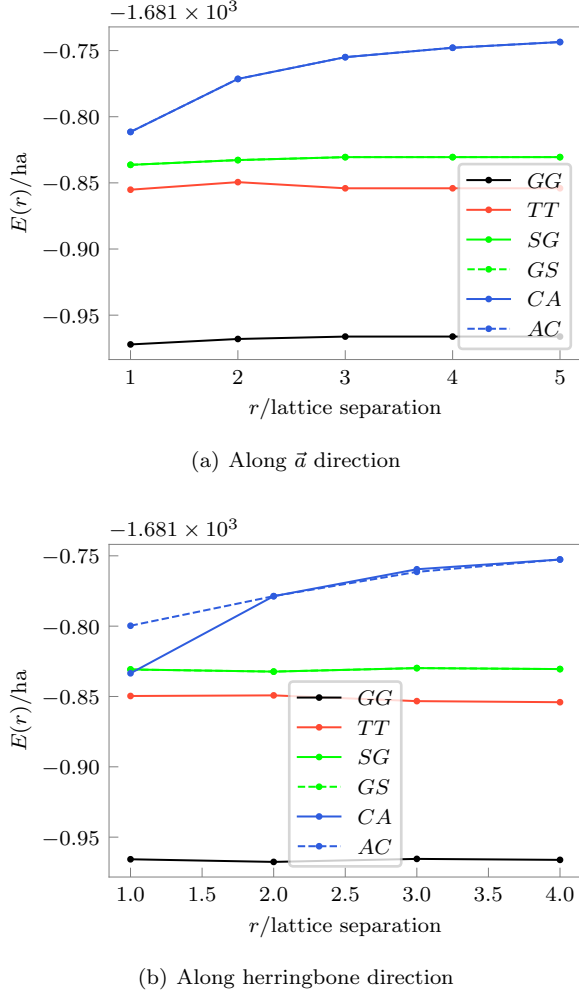 −1.681 × 10³
−0.75
−0.80
−0.85
−0.90
−0.95
E(r)/ha
GG
TT
SG
GS
CA
AC
1 2 3 4 5
r/lattice separation
(a) Along a⃗ direction
−1.681 × 10³
−0.75
−0.80
−0.85
−0.90
−0.95
E(r)/ha
GG
TT
SG
GS
CA
AC
1.0 1.5 2.0 2.5 3.0 3.5 4.0
r/lattice separation
(b) Along herringbone direction